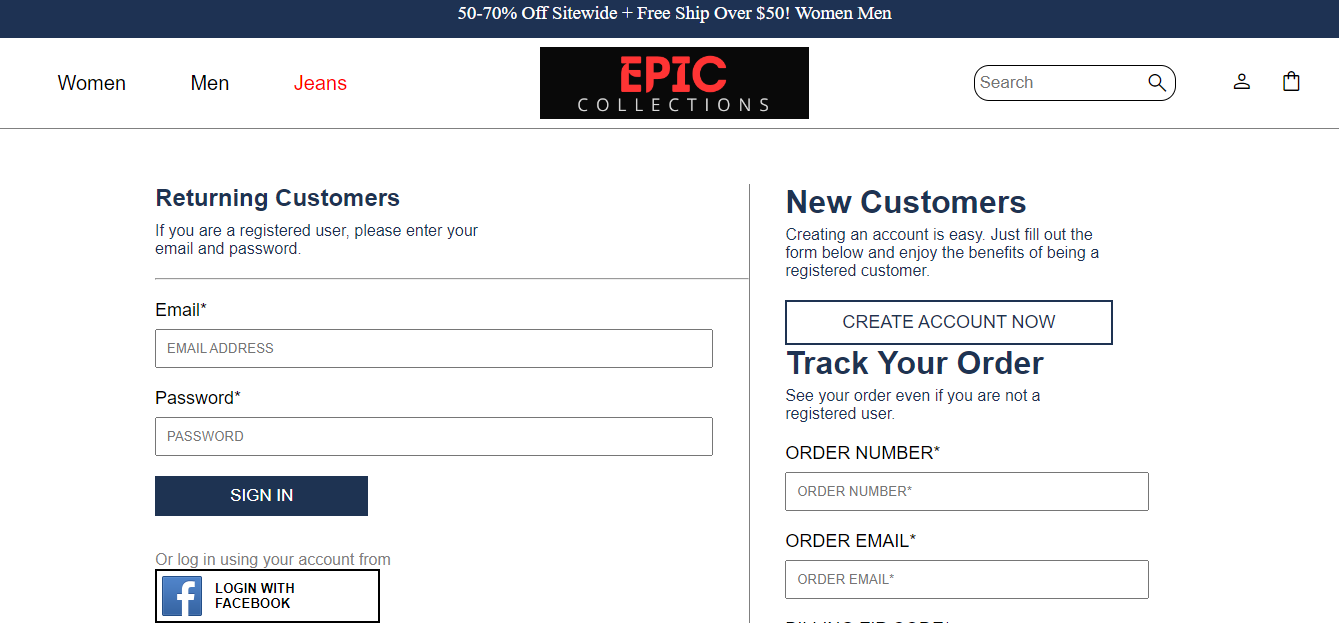 50-70% Off Sitewide + Free Ship Over $50! Women Men
Women
Men
Jeans
EPIC
COLLECTIONS
Search
Returning Customers
If you are a registered user, please enter your
email and password.
Email*
EMAIL ADDRESS
Password*
PASSWORD
SIGN IN
Or log in using your account from
f
LOGIN WITH
FACEBOOK
New Customers
Creating an account is easy. Just fill out the
form below and enjoy the benefits of being a
registered customer.
CREATE ACCOUNT NOW
Track Your Order
See your order even if you are not a
registered user.
ORDER NUMBER*
ORDER NUMBER*
ORDER EMAIL*
ORDER EMAIL*